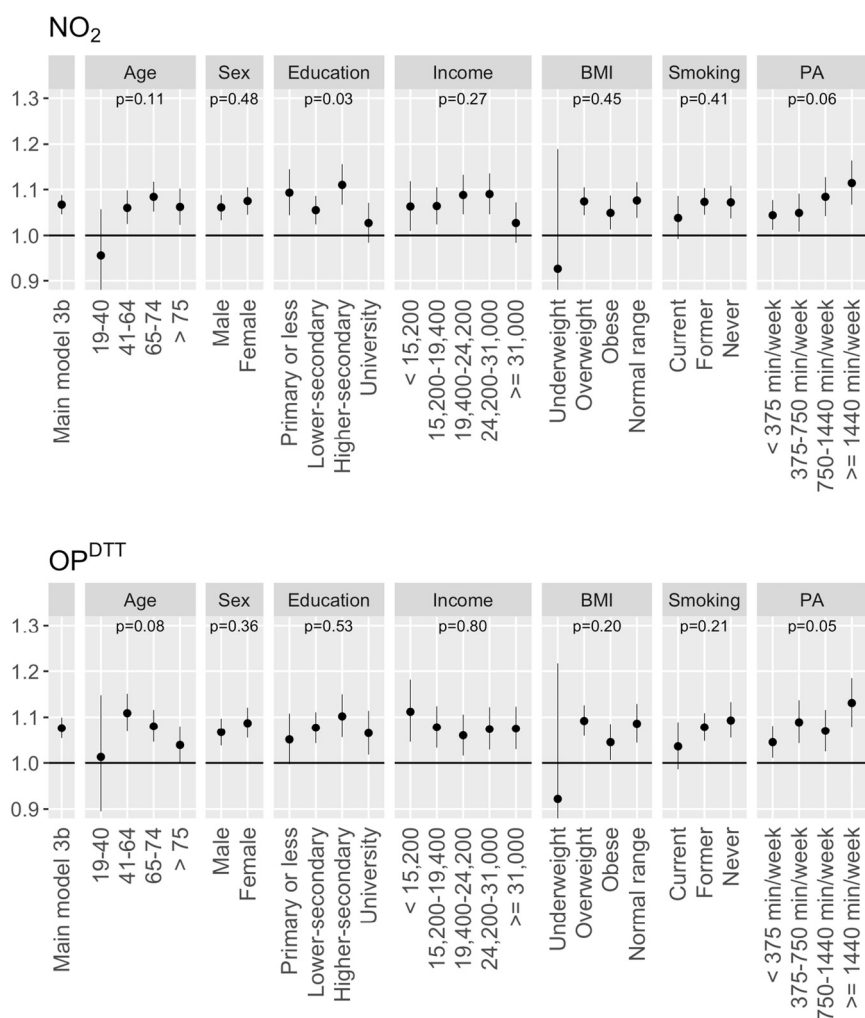 NO₂
Age Sex Education Income BMI Smoking PA
p=0.11 p=0.48 p=0.03 p=0.27 p=0.45 p=0.41 p=0.06
1.3
1.2
1.1
1.0
0.9
Main model 3b
19-40
41-64
65-74
> 75
Male
Female
Primary or less
Lower-secondary
Higher-secondary
University
< 15,200
15,200-19,400
19,400-24,200
24,200-31,000
>= 31,000
Underweight
Overweight
Obese
Normal range
Current
Former
Never
< 375 min/week
375-750 min/week
750-1440 min/week
>= 1440 min/week
OPᴰᵀᵀ
Age Sex Education Income BMI Smoking PA
p=0.08 p=0.36 p=0.53 p=0.80 p=0.20 p=0.21 p=0.05
1.3
1.2
1.1
1.0
0.9
Main model 3b
19-40
41-64
65-74
> 75
Male
Female
Primary or less
Lower-secondary
Higher-secondary
University
< 15,200
15,200-19,400
19,400-24,200
24,200-31,000
>= 31,000
Underweight
Overweight
Obese
Normal range
Current
Former
Never
< 375 min/week
375-750 min/week
750-1440 min/week
>= 1440 min/week